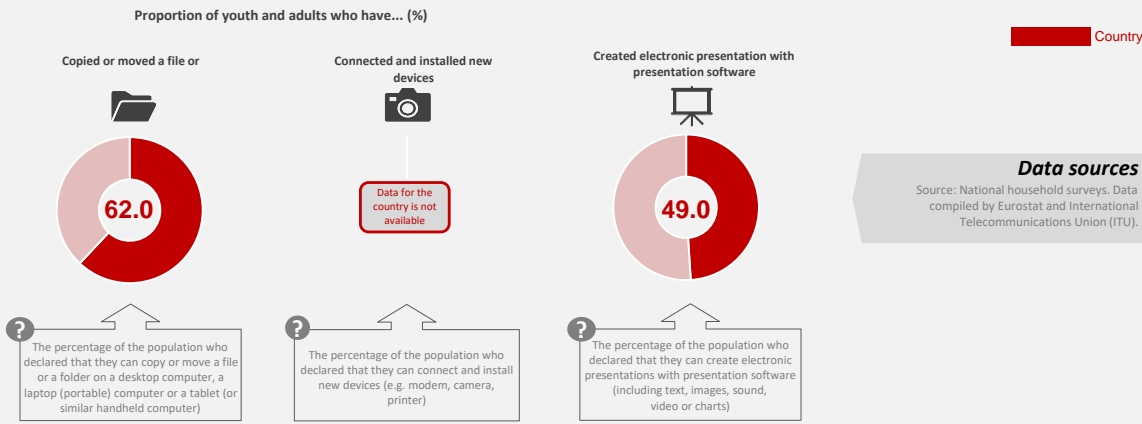 Proportion of youth and adults who have... (%)
Country
Copied or moved a file or
Connected and installed new
devices
Created electronic presentation with
presentation software
62.0
Data for the
country is not
available
49.0
Data sources
Source: National household surveys. Data
compiled by Eurostat and International
Telecommunications Union (ITU).
?
The percentage of the population who
declared that they can copy or move a file
or a folder on a desktop computer, a
laptop (portable) computer or a tablet (or
similar handheld computer)
?
The percentage of the population who
declared that they can connect and install
new devices (e.g. modem, camera,
printer)
?
The percentage of the population who
declared that they can create electronic
presentations with presentation software
(including text, images, sound,
video or charts)